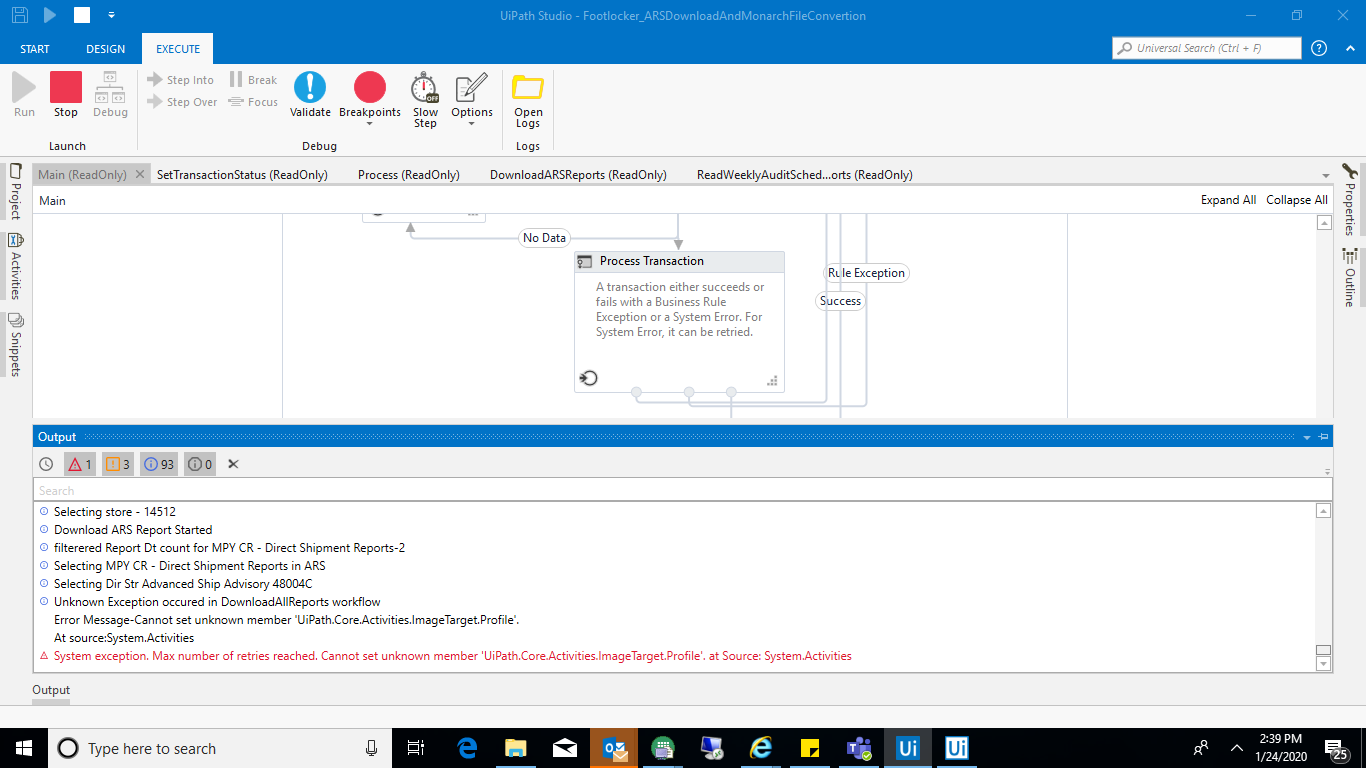 UiPath Studio - Footlocker_ARSDownloadAndMonarchFileConvertion
START DESIGN EXECUTE
Universal Search (Ctrl + F)
Run
Stop
Debug
Step Into
Step Over
Break
Focus
Validate
Breakpoints
Slow Step
OFF
Options
Open Logs
Launch
Debug
Logs
Main (ReadOnly) SetTransactionStatus (ReadOnly) Process (ReadOnly) DownloadARSReports (ReadOnly) ReadWeeklyAuditSched...orts (ReadOnly)
Main
Expand All Collapse All
Project
Activities
Snippets
Properties
Outline
No Data
Process Transaction
A transaction either succeeds or
fails with a Business Rule
Exception or a System Error. For
System Error, it can be retried.
Rule Exception
Success
Output
1 3 93 0
Search
Selecting store - 14512
Download ARS Report Started
filterered Report Dt count for MPY CR - Direct Shipment Reports-2
Selecting MPY CR - Direct Shipment Reports in ARS
Selecting Dir Str Advanced Ship Advisory 48004C
Unknown Exception occured in DownloadAllReports workflow
Error Message-Cannot set unknown member 'UiPath.Core.Activities.ImageTarget.Profile'.
At source:System.Activities
System exception. Max number of retries reached. Cannot set unknown member 'UiPath.Core.Activities.ImageTarget.Profile'. at Source: System.Activities
Output
Type here to search
Ui
Ui
2:39 PM
1/24/2020
25